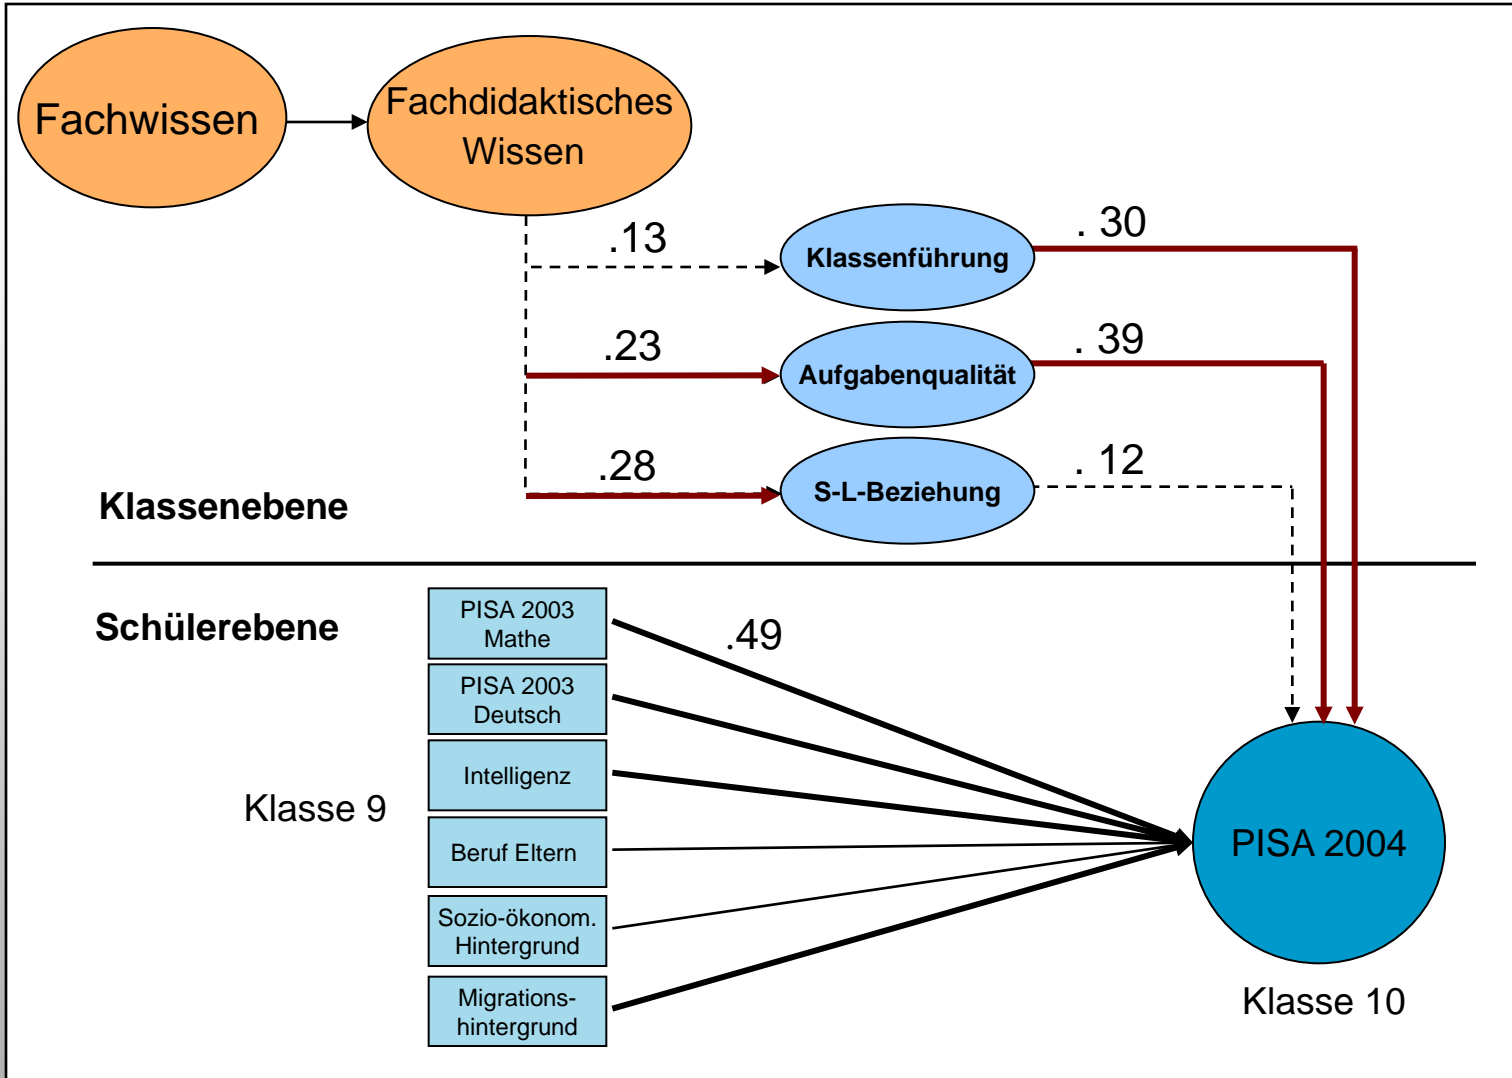 Fachwissen
Fachdidaktisches
Wissen
.13
Klassenführung
. 30
.23
Aufgabenqualität
. 39
.28
S-L-Beziehung
. 12
Klassenebene
Schülerebene
PISA 2003
Mathe
.49
PISA 2003
Deutsch
Intelligenz
Klasse 9
Beruf Eltern
PISA 2004
Sozio-ökonom.
Hintergrund
Migrations-
hintergrund
Klasse 10